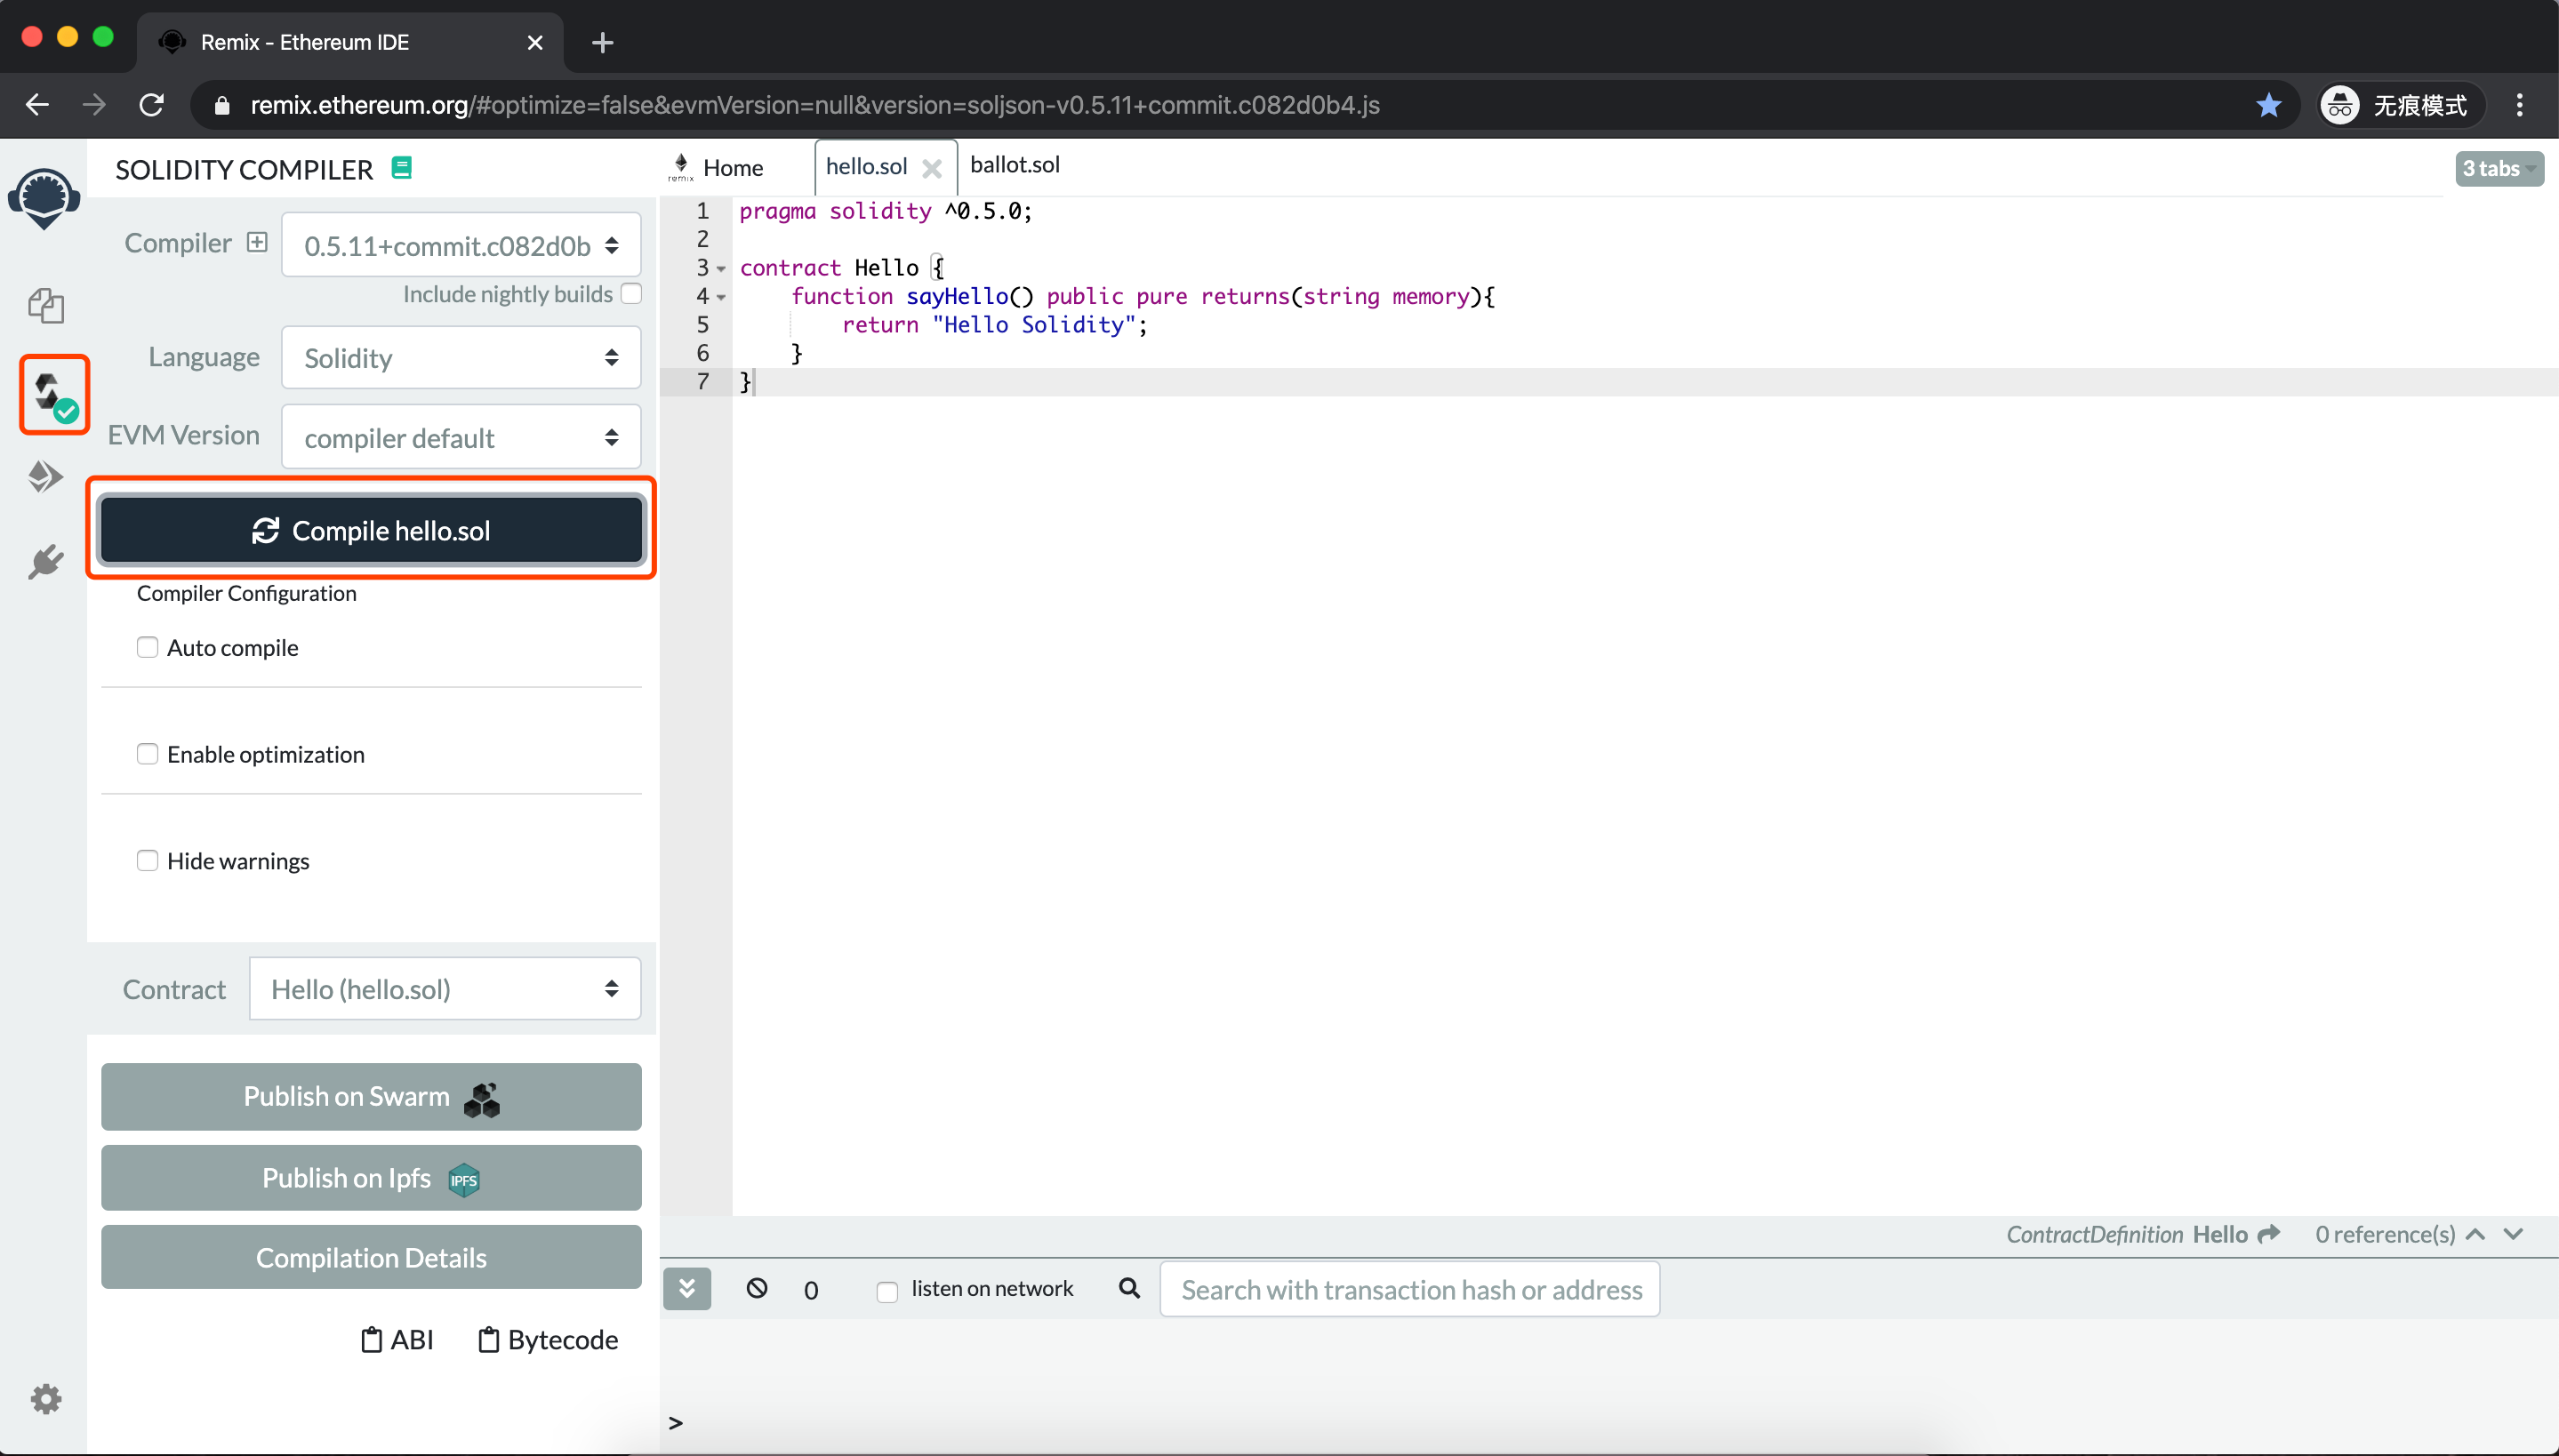 Remix - Ethereum IDE
remix.ethereum.org/#optimize=false&evmVersion=null&version=soljson-v0.5.11+commit.c082d0b4.js
无痕模式
SOLIDITY COMPILER
remix Home
hello.sol
ballot.sol
3 tabs
Compiler
0.5.11+commit.c082d0b
Include nightly builds
Language
Solidity
EVM Version
compiler default
Compile hello.sol
Compiler Configuration
Auto compile
Enable optimization
Hide warnings
Contract
Hello (hello.sol)
Publish on Swarm
Publish on Ipfs IPFS
Compilation Details
ABI
Bytecode
1 pragma solidity ^0.5.0;
2
3 contract Hello {
4     function sayHello() public pure returns(string memory){
5         return "Hello Solidity";
6     }
7 }
ContractDefinition Hello 0 reference(s)
0 listen on network Search with transaction hash or address
>